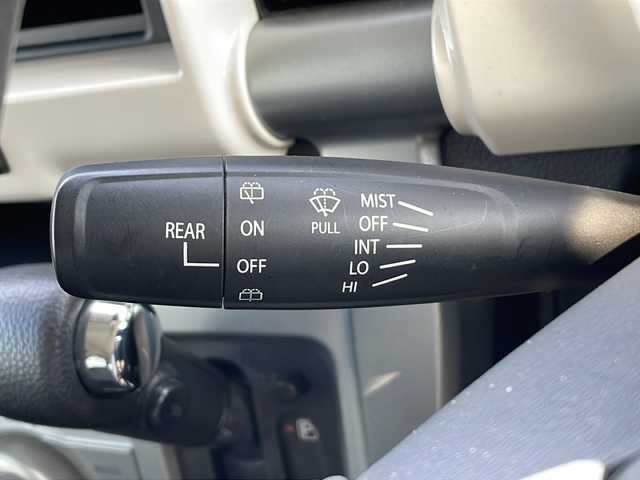 REAR
ON
OFF
PULL
MIST
OFF
INT
LO
HI